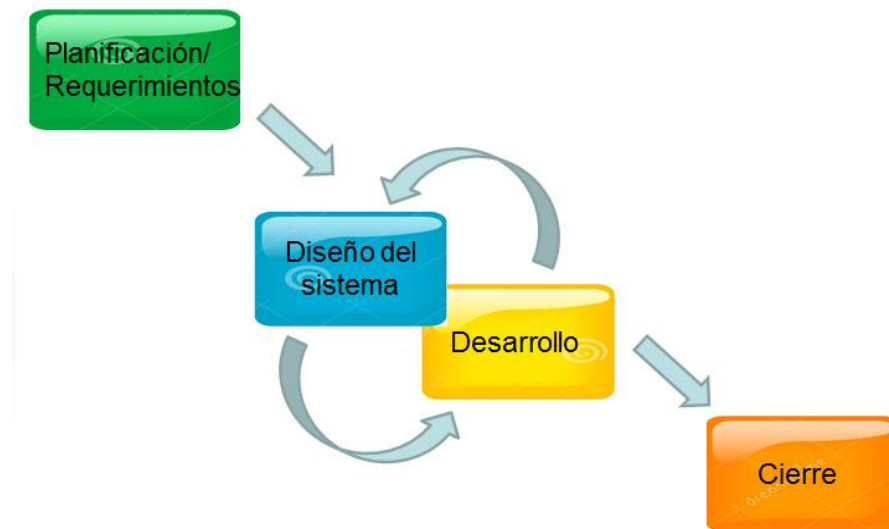 Planificación/
Requerimientos
Diseño del
sistema
Desarrollo
Cierre